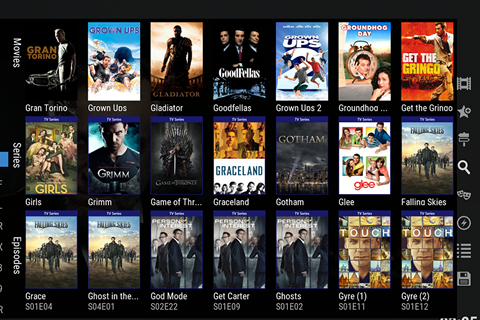 Movies
GRAN TORINO
GROWN UPS
GoodFellas
GROWN UPS 2
GROUNDHOG DAY
GET THE GRINGO
Gran Torino
Grown Ups
Gladiator
Goodfellas
Grown Ups 2
Groundhog ...
Get the Gringo
Series
TV Series
TV Series
TV Series
TV Series
TV Series
TV Series
TV Series
GIRLS
GRIMM
GAME OF THRONES
GRACELAND
GOTHAM
glee
FALLING SKIES
Girls
Grimm
Game of Thr...
Graceland
Gotham
Glee
Falling Skies
Episodes
TV Series
TV Series
TV Series
TV Series
TV Series
TV Series
TV Series
FALLING SKIES
FALLING SKIES
PERSON OF INTEREST
PERSON OF INTEREST
PERSON OF INTEREST
TOUCH
TOUCH
Grace
Ghost in the...
God Mode
Get Carter
Ghosts
Gyre (1)
Gyre (2)
S01E04
S04E01
S02E22
S01E09
S01E02
S01E11
S01E12